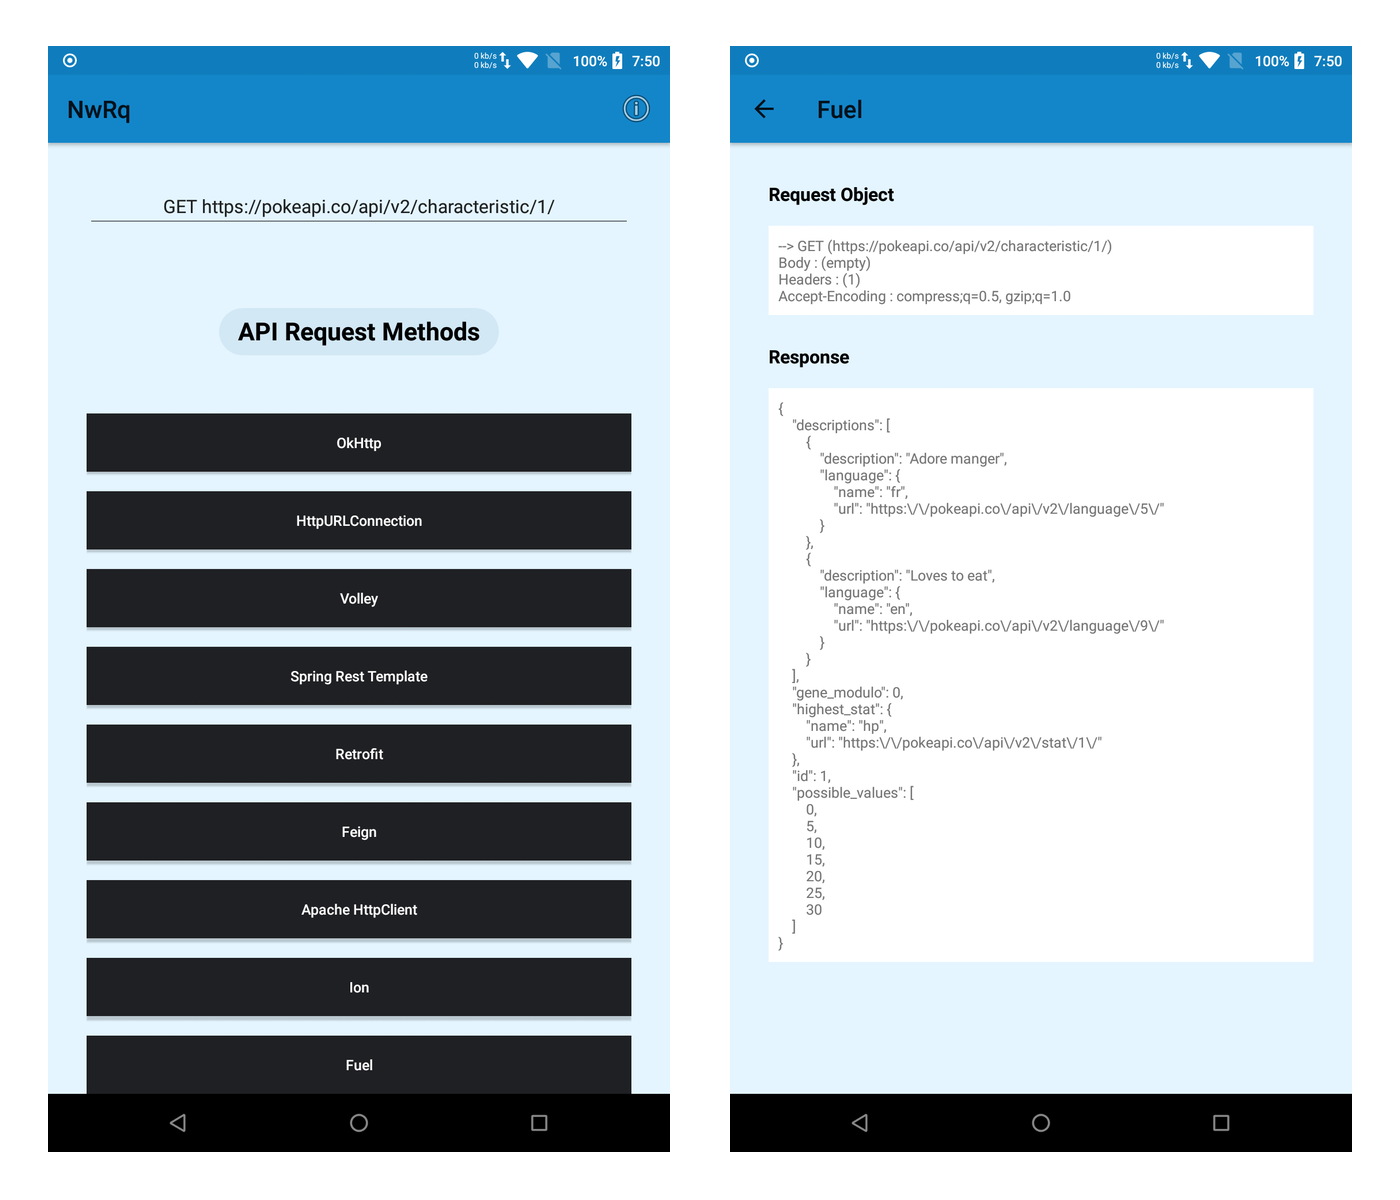 0 kb/s
0 kb/s
100%
7:50
NwRq
GET https://pokeapi.co/api/v2/characteristic/1/
API Request Methods
OkHttp
HttpURLConnection
Volley
Spring Rest Template
Retrofit
Feign
Apache HttpClient
Ion
Fuel
0 kb/s
0 kb/s
100%
7:50
Fuel
Request Object
--> GET (https://pokeapi.co/api/v2/characteristic/1/)
Body : (empty)
Headers : (1)
Accept-Encoding : compress;q=0.5, gzip;q=1.0
Response
{
"descriptions": [
{
"description": "Adore manger",
"language": {
"name": "fr",
"url": "https:\/\/pokeapi.co\/api\/v2\/language\/5\/"
}
},
{
"description": "Loves to eat",
"language": {
"name": "en",
"url": "https:\/\/pokeapi.co\/api\/v2\/language\/9\/"
}
}
],
"gene_modulo": 0,
"highest_stat": {
"name": "hp",
"url": "https:\/\/pokeapi.co\/api\/v2\/stat\/1\/"
},
"id": 1,
"possible_values": [
0,
5,
10,
15,
20,
25,
30
]
}